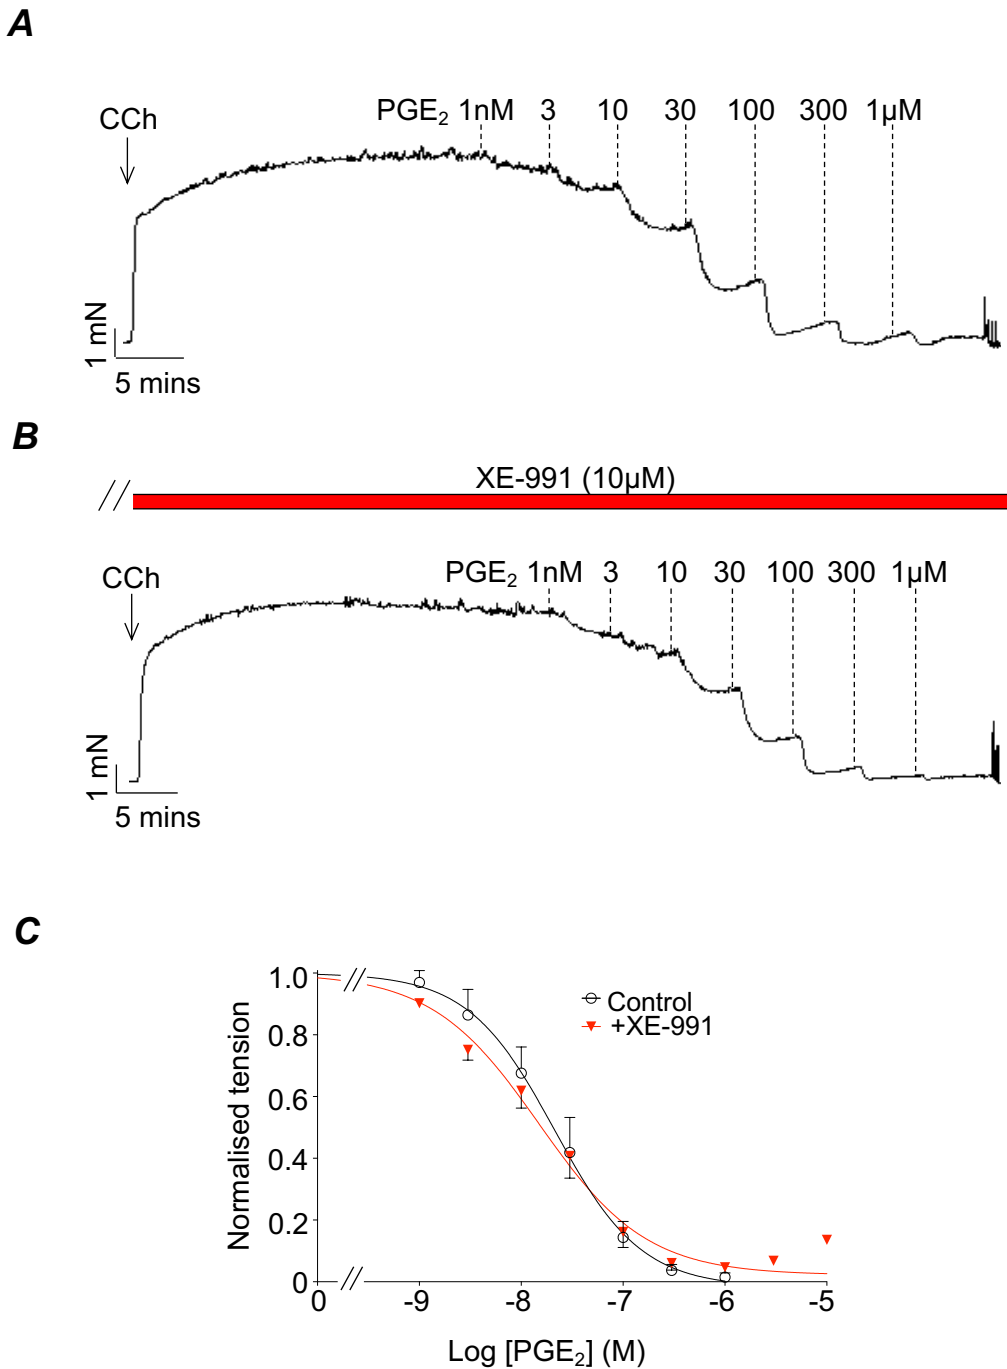 A
CCh
PGE₂ 1nM 3 10 30 100 300 1µM
1 mN
5 mins
B
XE-991 (10µM)
CCh
PGE₂ 1nM 3 10 30 100 300 1µM
1 mN
5 mins
C
1.0
0.8
0.6
0.4
0.2
0
Normalised tension
Control
+XE-991
0 -9 -8 -7 -6 -5
Log [PGE₂] (M)